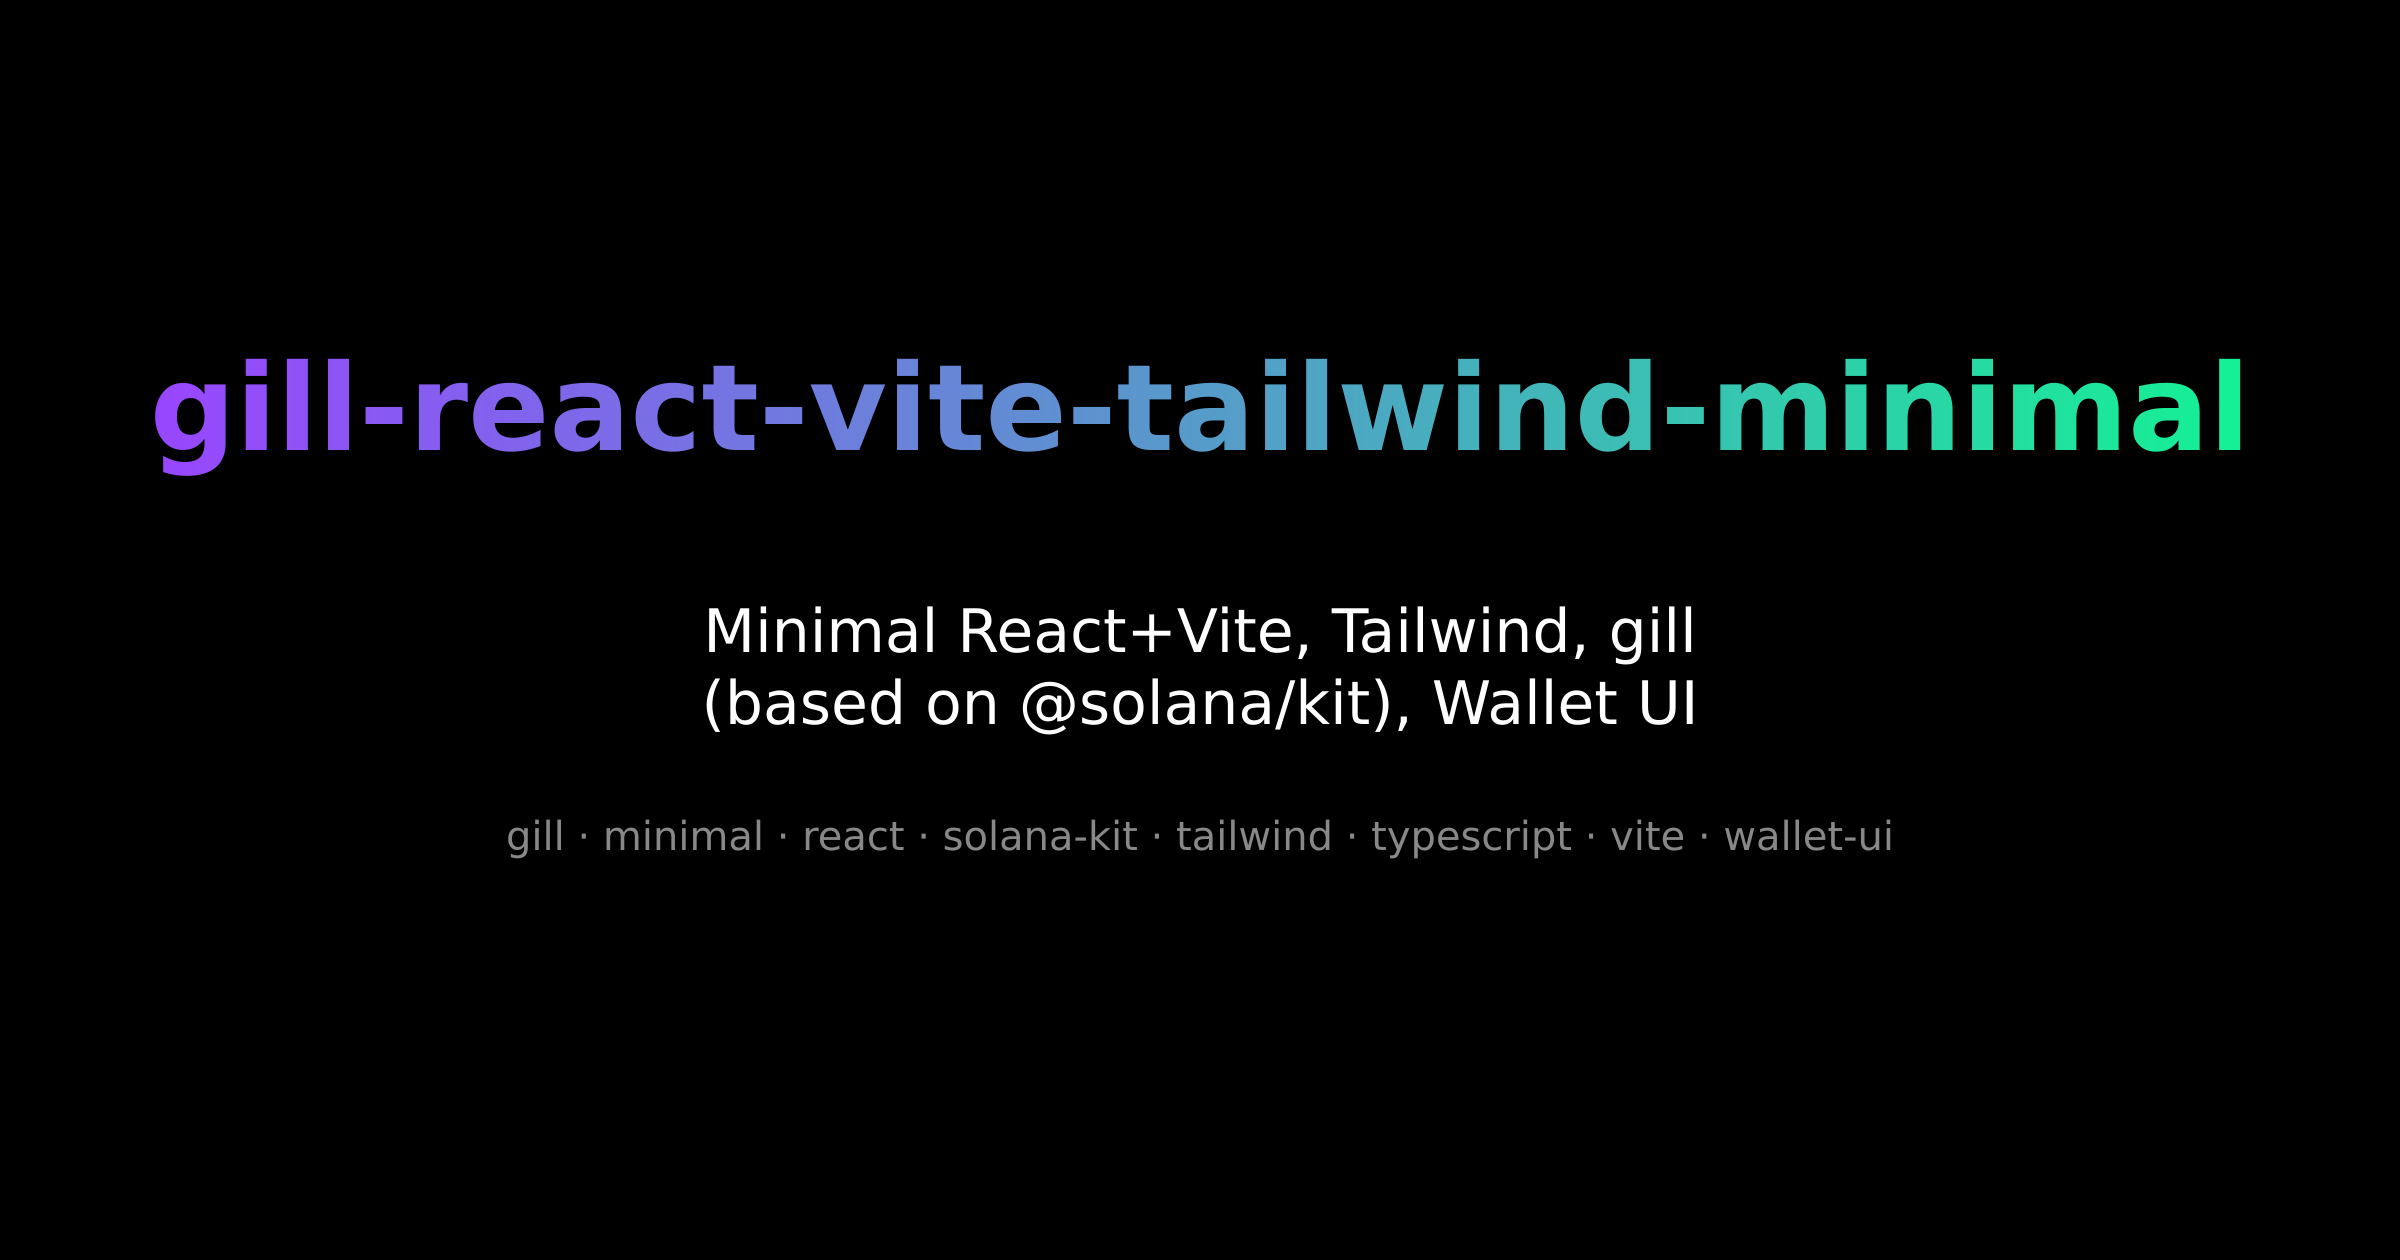 gill-react-vite-tailwind-minimal
Minimal React+Vite, Tailwind, gill
(based on @solana/kit), Wallet UI
gill · minimal · react · solana-kit · tailwind · typescript · vite · wallet-ui